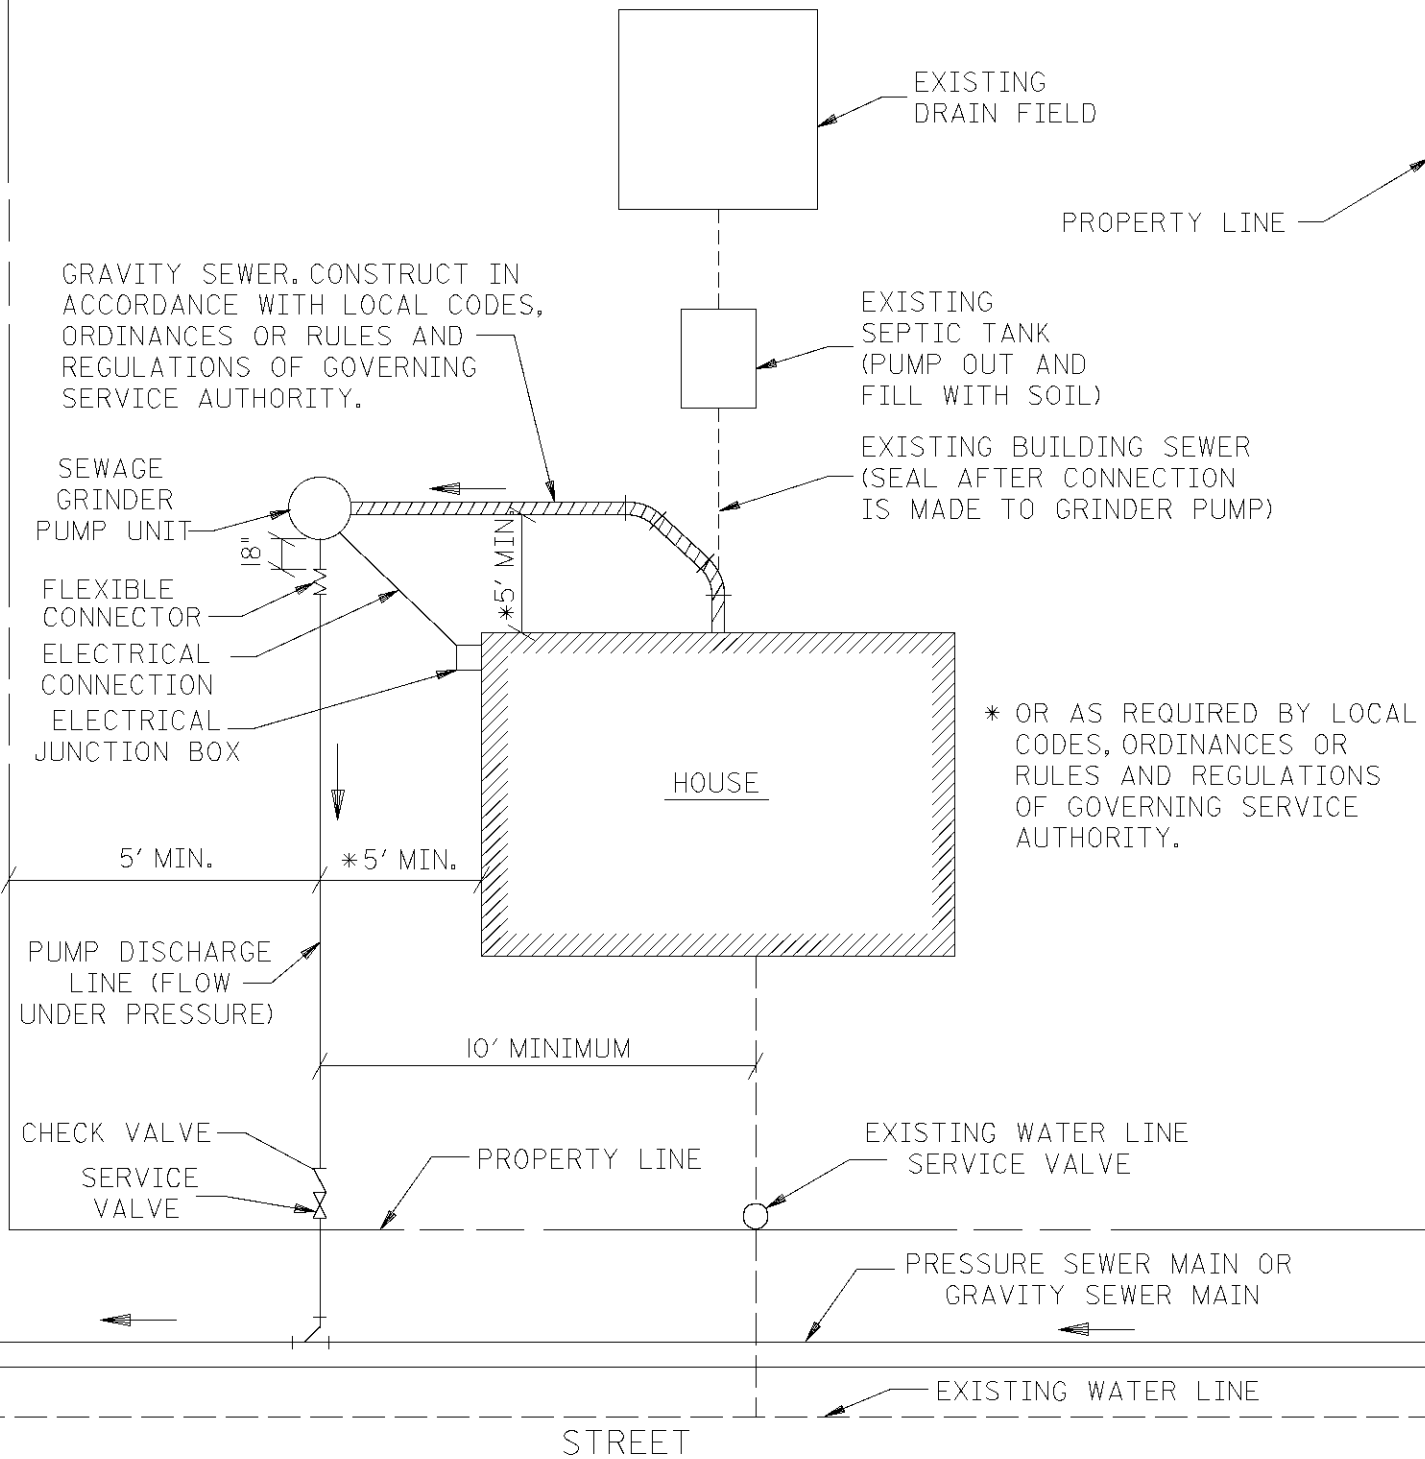 EXISTING
DRAIN FIELD
PROPERTY LINE
GRAVITY SEWER. CONSTRUCT IN
ACCORDANCE WITH LOCAL CODES,
ORDINANCES OR RULES AND
REGULATIONS OF GOVERNING
SERVICE AUTHORITY.
EXISTING
SEPTIC TANK
(PUMP OUT AND
FILL WITH SOIL)
EXISTING BUILDING SEWER
(SEAL AFTER CONNECTION
IS MADE TO GRINDER PUMP)
SEWAGE
GRINDER
PUMP UNIT
18"
*5' MIN.
FLEXIBLE
CONNECTOR
ELECTRICAL
CONNECTION
ELECTRICAL
JUNCTION BOX
HOUSE
* OR AS REQUIRED BY LOCAL
CODES, ORDINANCES OR
RULES AND REGULATIONS
OF GOVERNING SERVICE
AUTHORITY.
5' MIN.
*5' MIN.
PUMP DISCHARGE
LINE (FLOW
UNDER PRESSURE)
10' MINIMUM
CHECK VALVE
SERVICE
VALVE
PROPERTY LINE
EXISTING WATER LINE
SERVICE VALVE
PRESSURE SEWER MAIN OR
GRAVITY SEWER MAIN
EXISTING WATER LINE
STREET